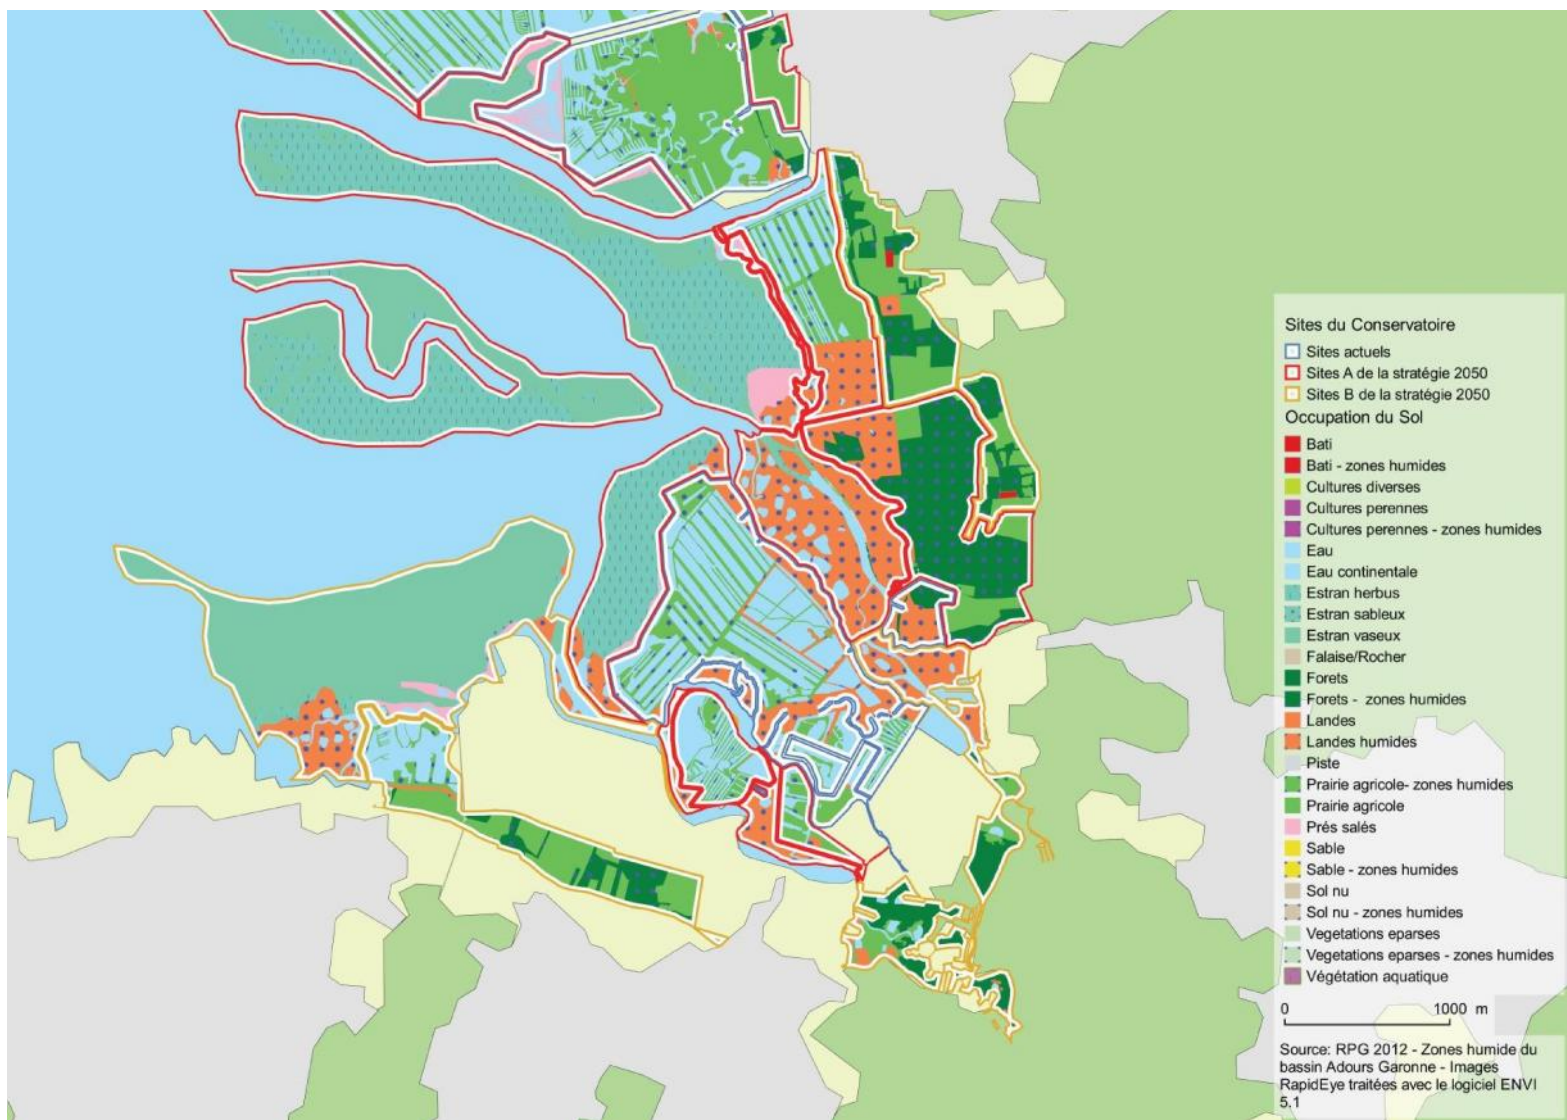 Sites du Conservatoire
Sites actuels
Sites A de la stratégie 2050
Sites B de la stratégie 2050
Occupation du Sol
Bati
Bati - zones humides
Cultures diverses
Cultures perennes
Cultures perennes - zones humides
Eau
Eau continentale
Estran herbus
Estran sableux
Estran vaseux
Falaise/Rocher
Forets
Forets - zones humides
Landes
Landes humides
Piste
Prairie agricole- zones humides
Prairie agricole
Prés salés
Sable
Sable - zones humides
Sol nu
Sol nu - zones humides
Vegetations eparses
Vegetations eparses - zones humides
Végétation aquatique
0 1000 m
Source: RPG 2012 - Zones humide du
bassin Adours Garonne - Images
RapidEye traitées avec le logiciel ENVI
5.1